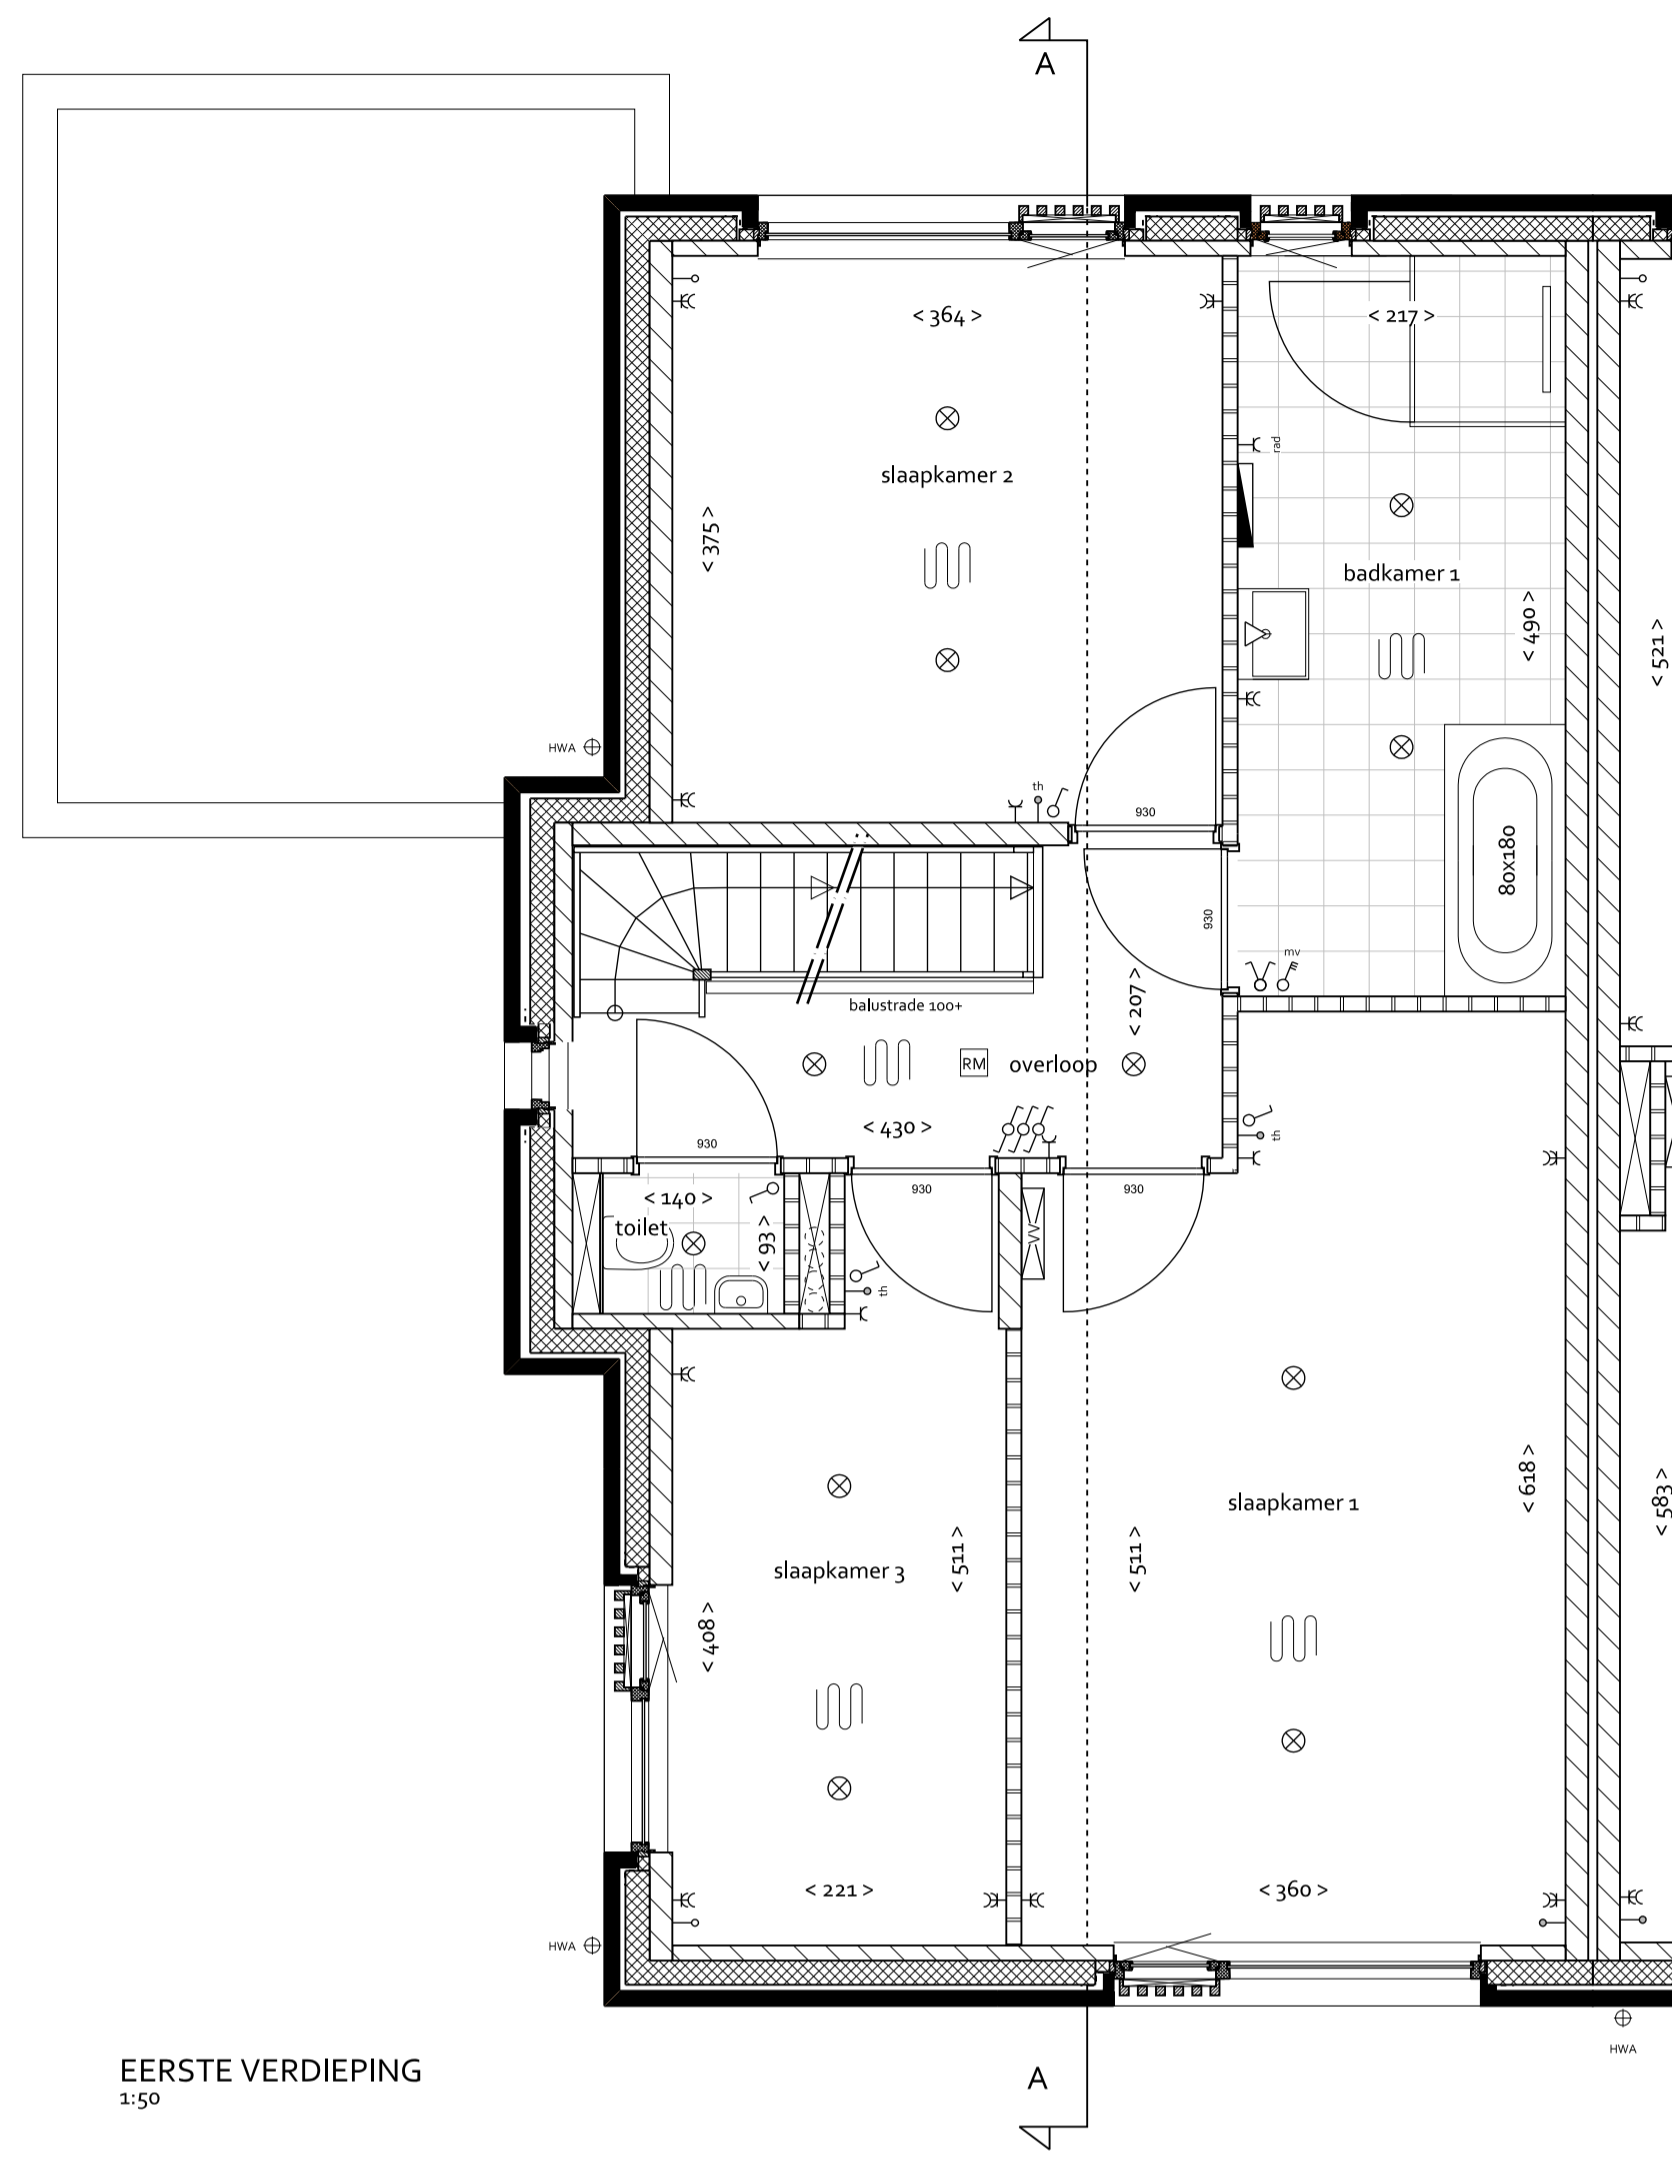 A
< 364 >
< 217 >
rad
slaapkamer 2
< 375 >
badkamer 1
< 490 >
< 521 >
HWA
th
930
80x180
930
mv
balustrade 100+
< 207 >
RM
overloop
< 430 >
th
930
930
930
< 140 >
toilet
< 93 >
VV
th
< 618 >
< 583 >
slaapkamer 1
< 511 >
< 511 >
slaapkamer 3
< 408 >
< 221 >
< 360 >
HWA
HWA
A
EERSTE VERDIEPING
1:50